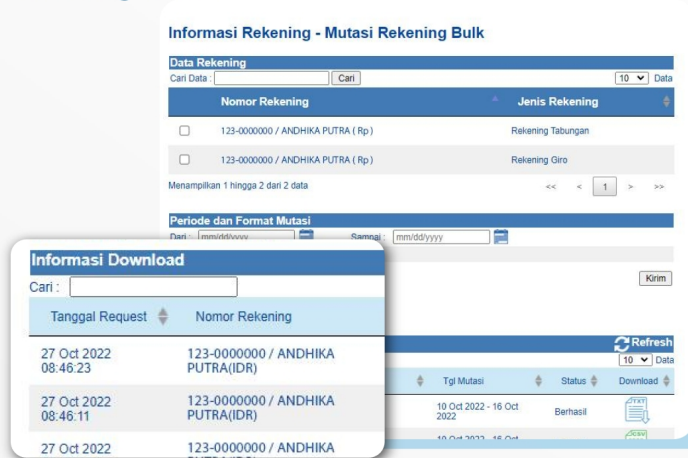 Informasi Rekening - Mutasi Rekening Bulk
Data Rekening
Cari Data : Cari 10 Data
Nomor Rekening Jenis Rekening
123-0000000 / ANDHIKA PUTRA ( Rp ) Rekening Tabungan
123-0000000 / ANDHIKA PUTRA ( Rp ) Rekening Giro
Menampilkan 1 hingga 2 dari 2 data << < 1 > >>
Periode dan Format Mutasi
Dari : mm/dd/yyyy Sampai : mm/dd/yyyy
Kirim
Informasi Download
Cari :
Tanggal Request Nomor Rekening
27 Oct 2022 123-0000000 / ANDHIKA
08:46:23 PUTRA(IDR)
27 Oct 2022 123-0000000 / ANDHIKA
08:46:11 PUTRA(IDR)
27 Oct 2022 123-0000000 / ANDHIKA
Refresh
10 Data
Tgl Mutasi Status Download
10 Oct 2022 - 16 Oct Berhasil TXT
2022
10 Oct 2022 - 16 Oct CSV